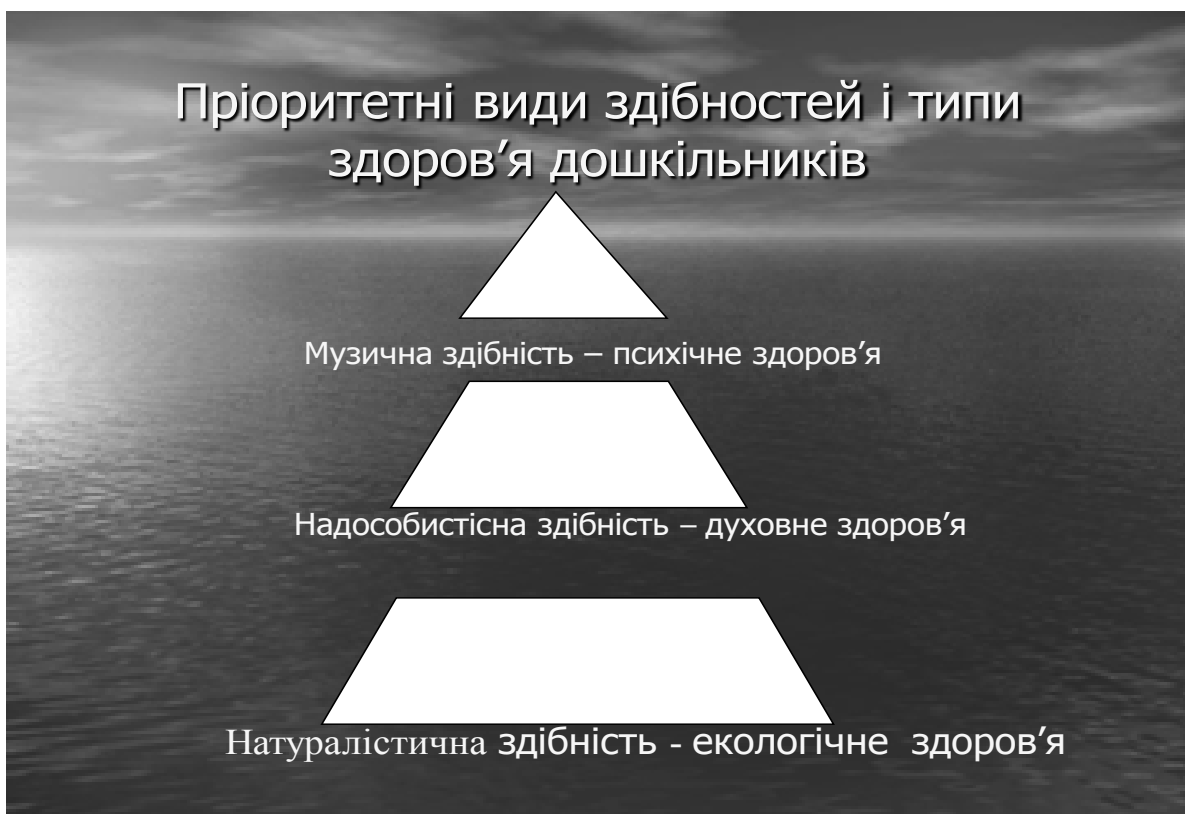 Пріоритетні види здібностей і типи
здоров’я дошкільників
Музична здібність – психічне здоров’я
Надособистісна здібність – духовне здоров’я
Натуралістична здібність - екологічне  здоров’я